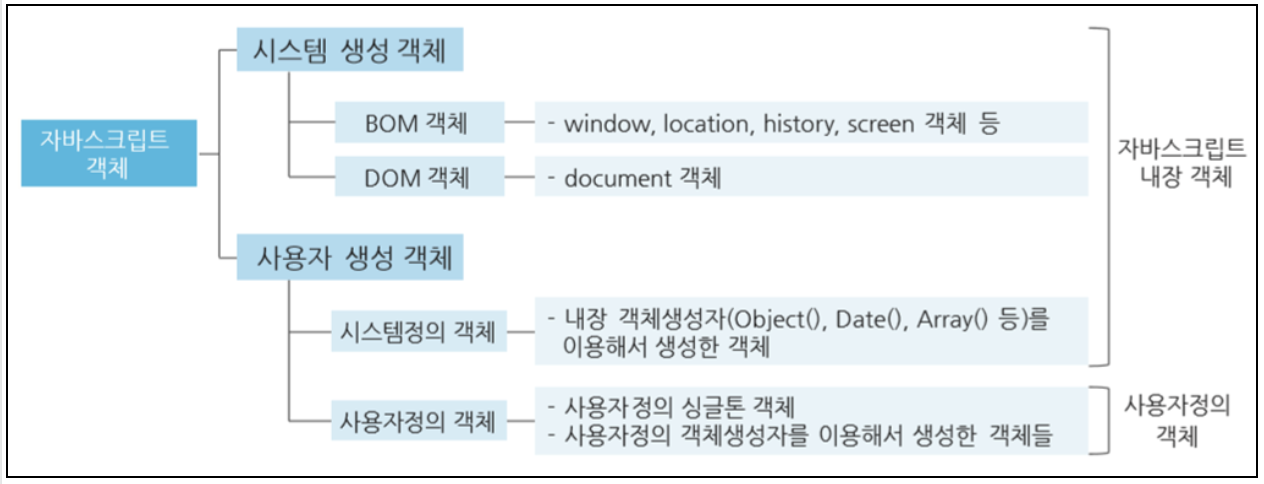 시스템 생성 객체
BOM 객체
- window, location, history, screen 객체 등
DOM 객체
- document 객체
자바스크립트
객체
자바스크립트
내장 객체
사용자 생성 객체
시스템정의 객체
- 내장 객체생성자(Object(), Date(), Array() 등)를
이용해서 생성한 객체
사용자정의 객체
- 사용자정의 싱글톤 객체
- 사용자정의 객체생성자를 이용해서 생성한 객체들
사용자정의
객체